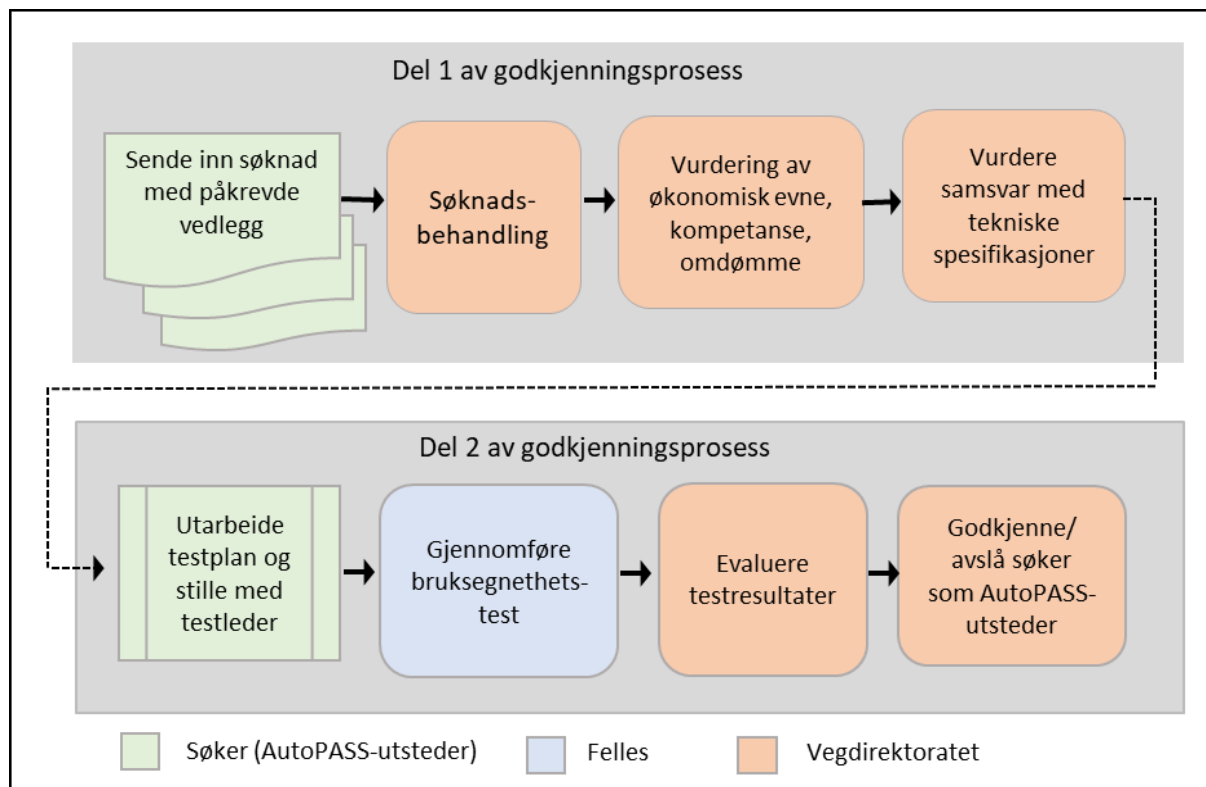 Del 1 av godkjenningsprosess
Sende inn søknad
med påkrevde
vedlegg
Søknads-
behandling
Vurdering av
økonomisk evne,
kompetanse,
omdømme
Vurdere
samsvar med
tekniske
spesifikasjoner
Del 2 av godkjenningsprosess
Utarbeide
testplan og
stille med
testleder
Gjennomføre
bruksegnethets-
test
Evaluere
testresultater
Godkjenne/
avslå søker
som AutoPASS-
utsteder
Søker (AutoPASS-utsteder)
Felles
Vegdirektoratet